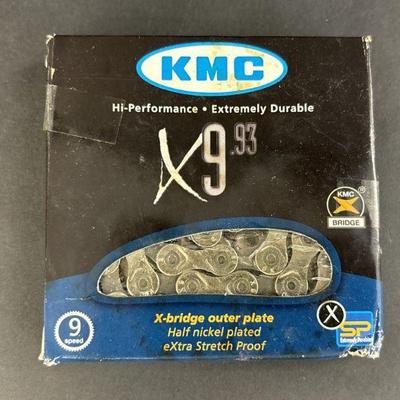 KMC
Hi-Performance • Extremely Durable
X9.93
KMC
®
BRIDGE
X-bridge outer plate
Half nickel plated
eXtra Stretch Proof
9
speed
X
SP